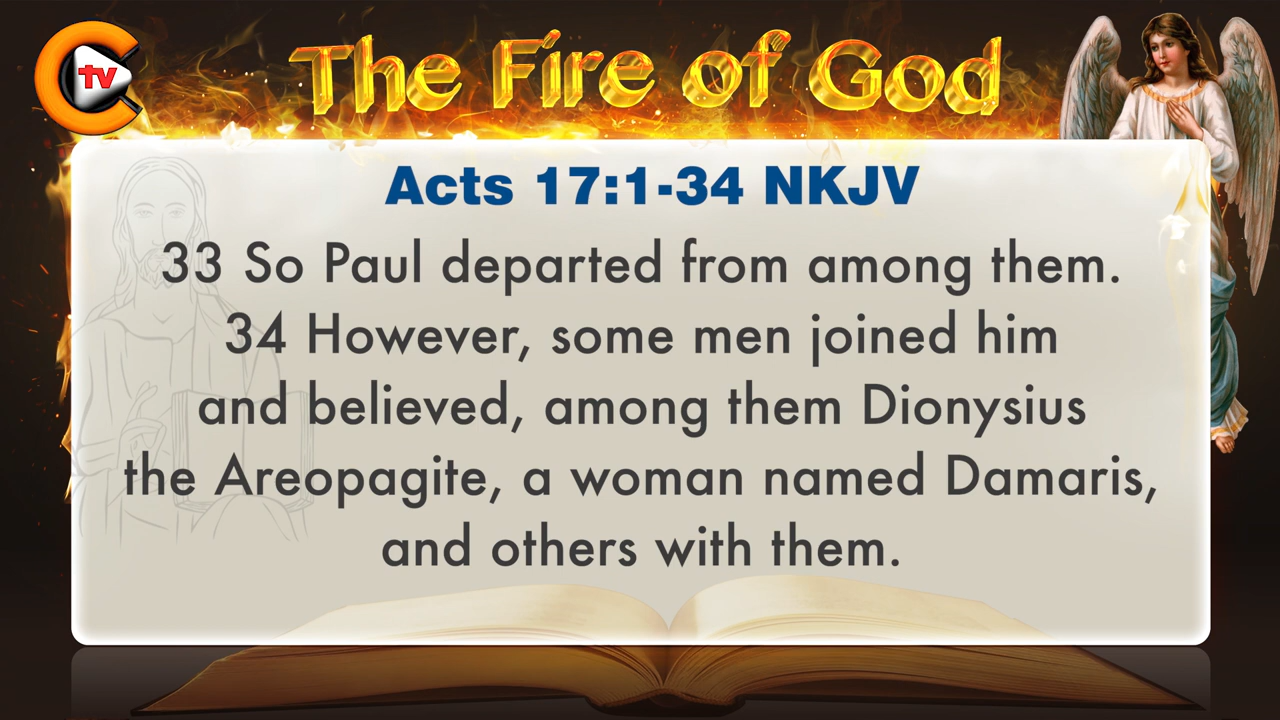 tv
The Fire of God
Acts 17:1-34 NKJV
33 So Paul departed from among them.
34 However, some men joined him
and believed, among them Dionysius
the Areopagite, a woman named Damaris,
and others with them.